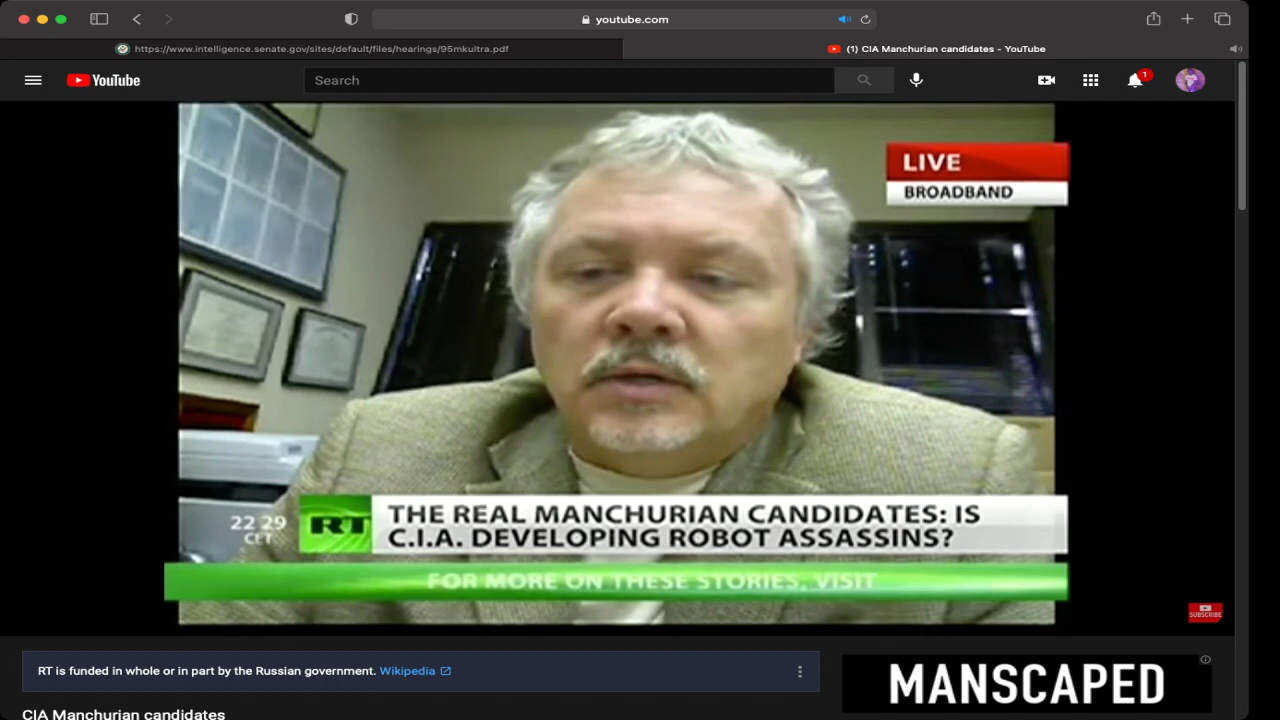 youtube.com
https://www.intelligence.senate.gov/sites/default/files/hearings/95mkultra.pdf
(1) CIA Manchurian candidates - YouTube
YouTube
Search
1
LIVE
BROADBAND
22 29
CET
RT
THE REAL MANCHURIAN CANDIDATES: IS
C.I.A. DEVELOPING ROBOT ASSASSINS?
FOR MORE ON THESE STORIES, VISIT
SUBSCRIBE
RT is funded in whole or in part by the Russian government. Wikipedia
MANSCAPED
CIA Manchurian candidates